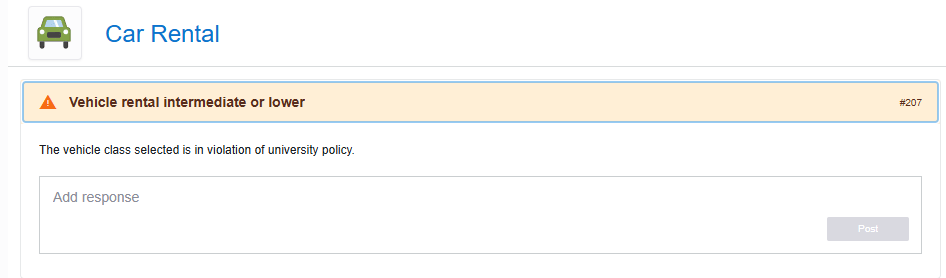 Car Rental
Vehicle rental intermediate or lower
#207
The vehicle class selected is in violation of university policy.
Add response
Post